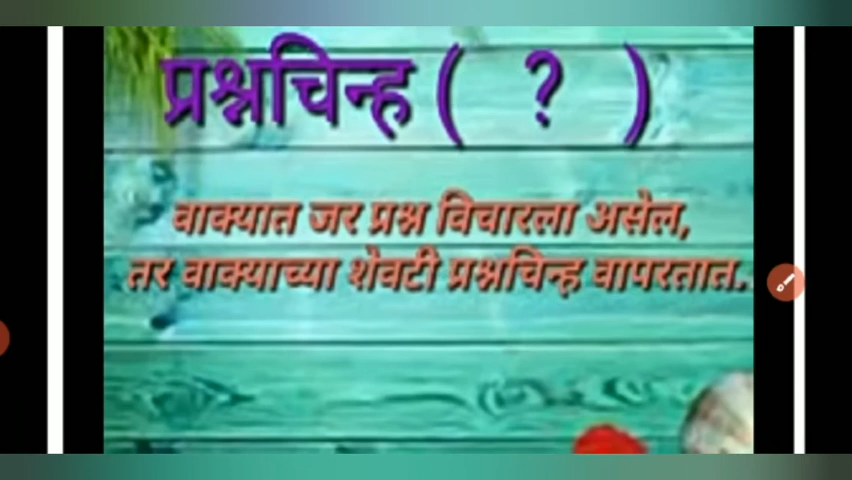 प्रश्नचिन्ह ( ? )
वाक्यात जर प्रश्न विचारला असेल,
तर वाक्याच्या शेवटी प्रश्नचिन्ह वापरतात.